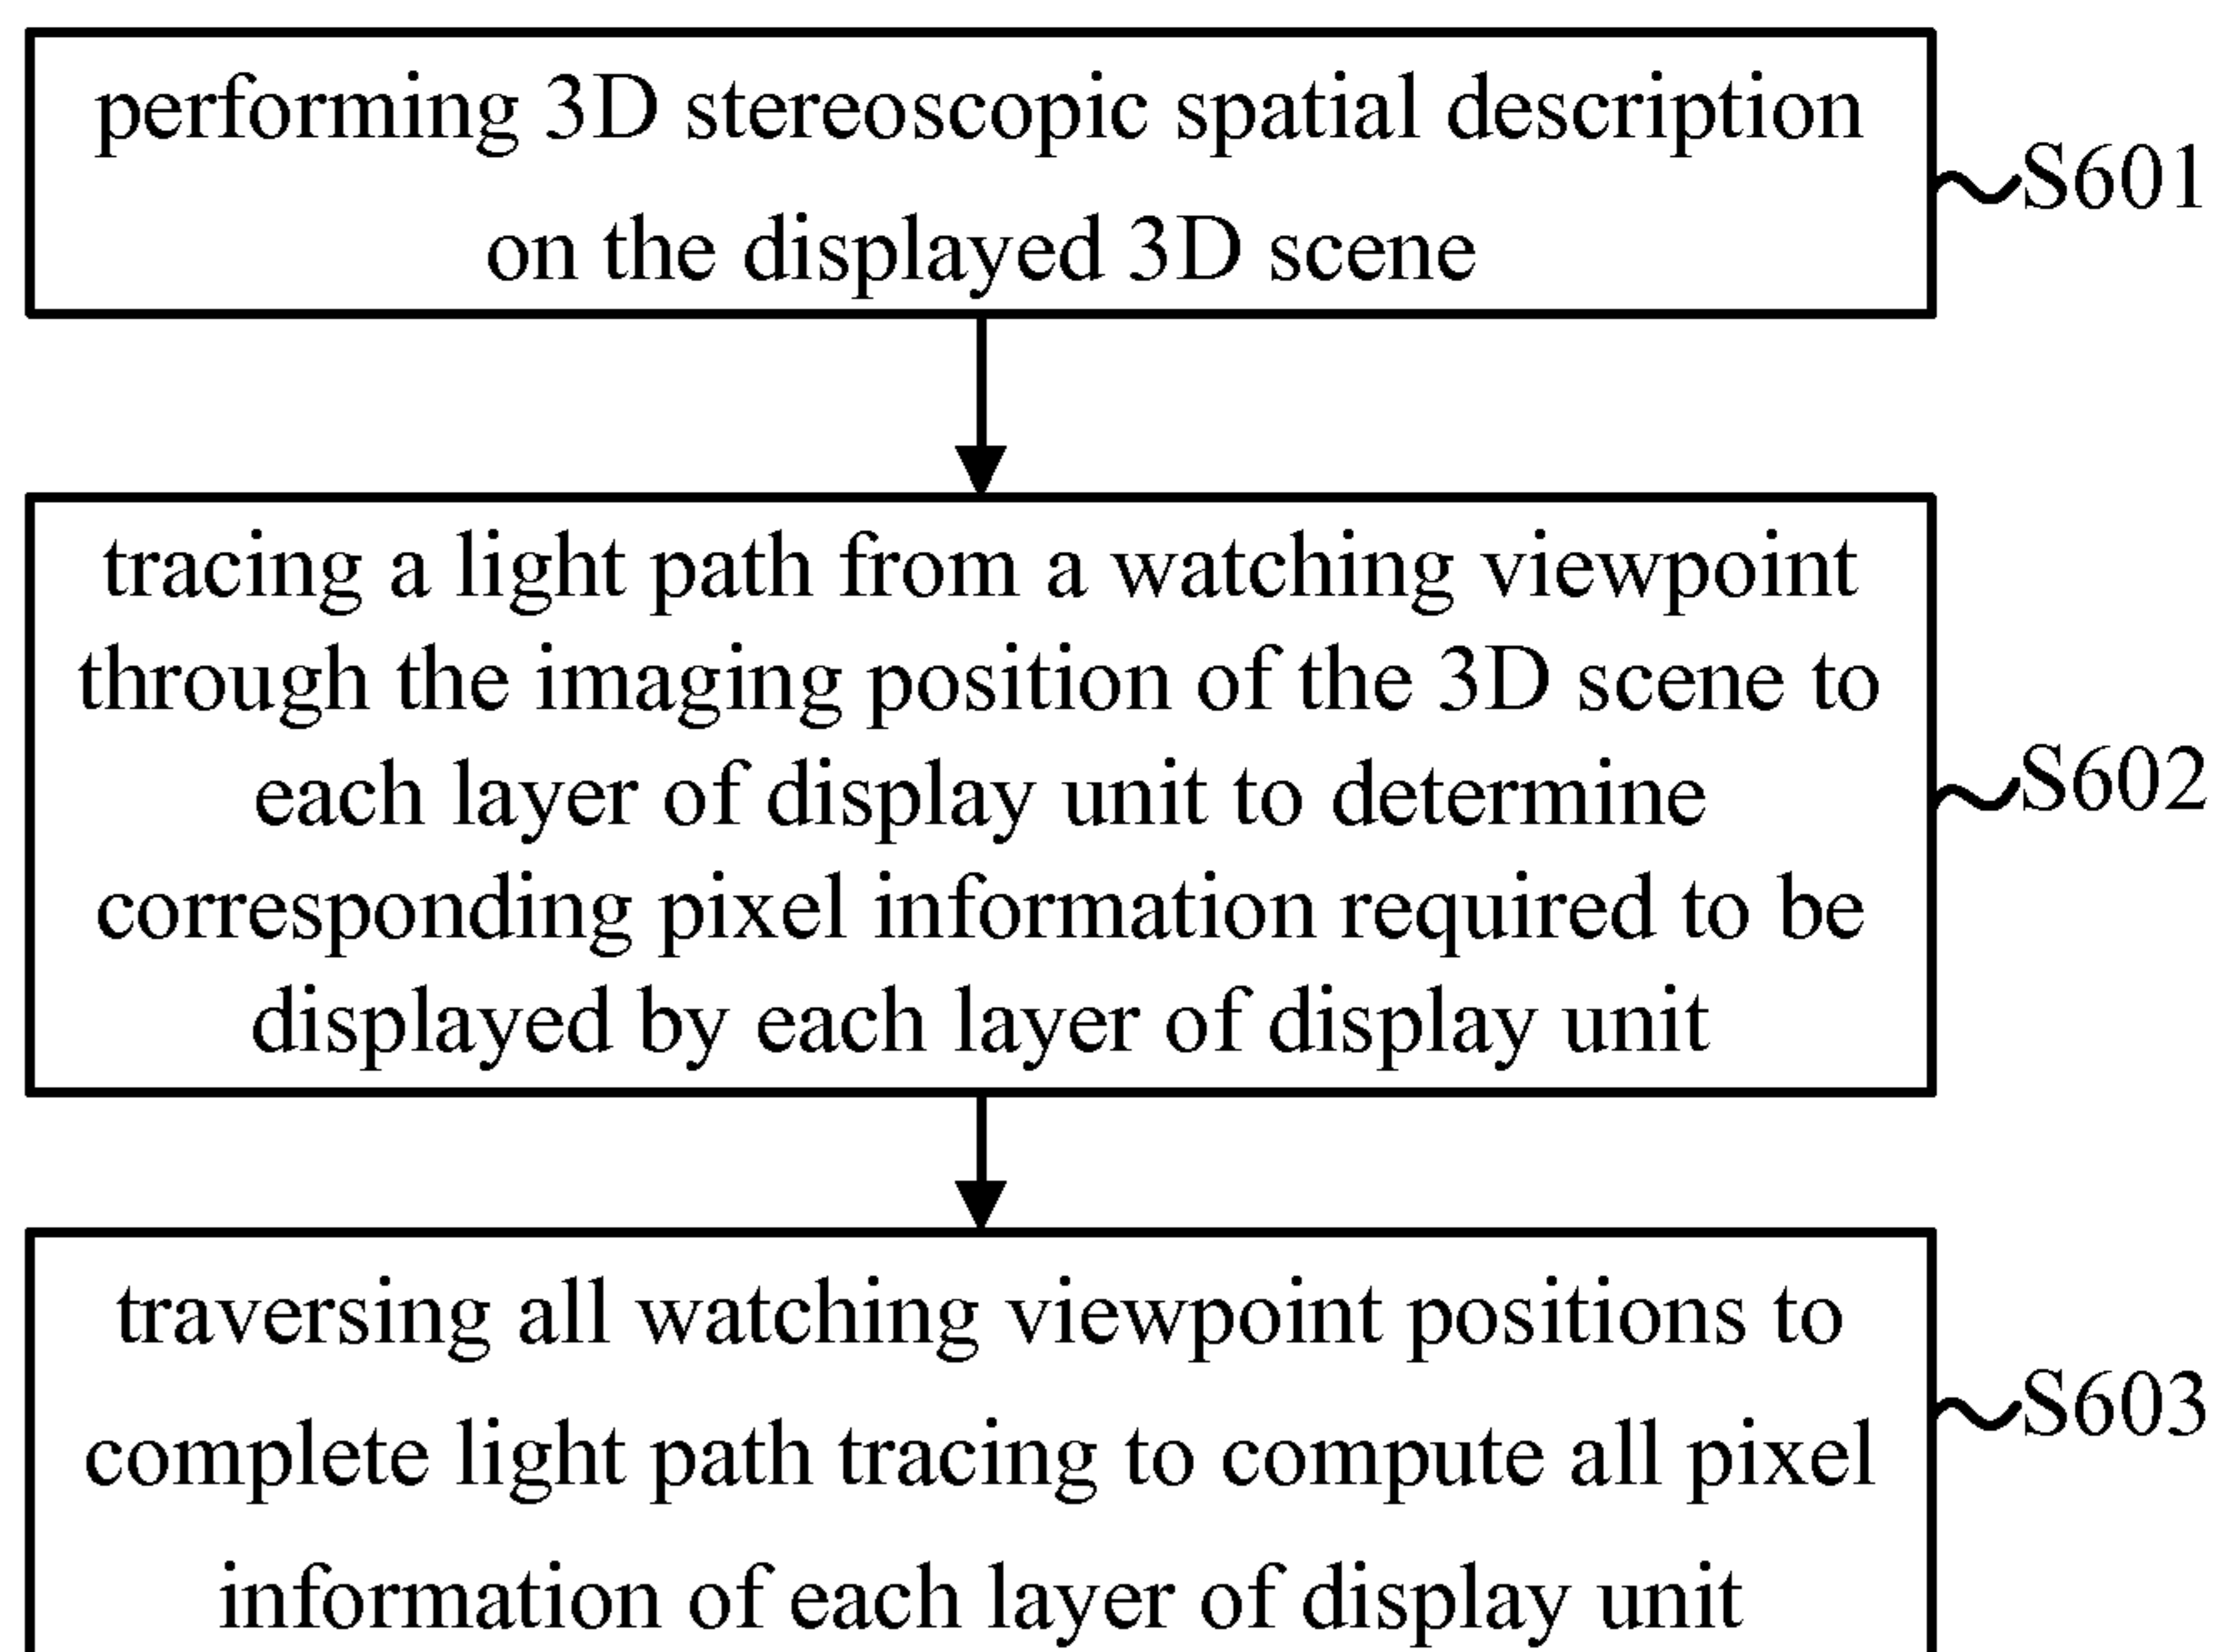 performing 3D stereoscopic spatial description
on the displayed 3D scene
S601
tracing a light path from a watching viewpoint
through the imaging position of the 3D scene to
each layer of display unit to determine
corresponding pixel information required to be
displayed by each layer of display unit
S602
traversing all watching viewpoint positions to
complete light path tracing to compute all pixel
information of each layer of display unit
S603